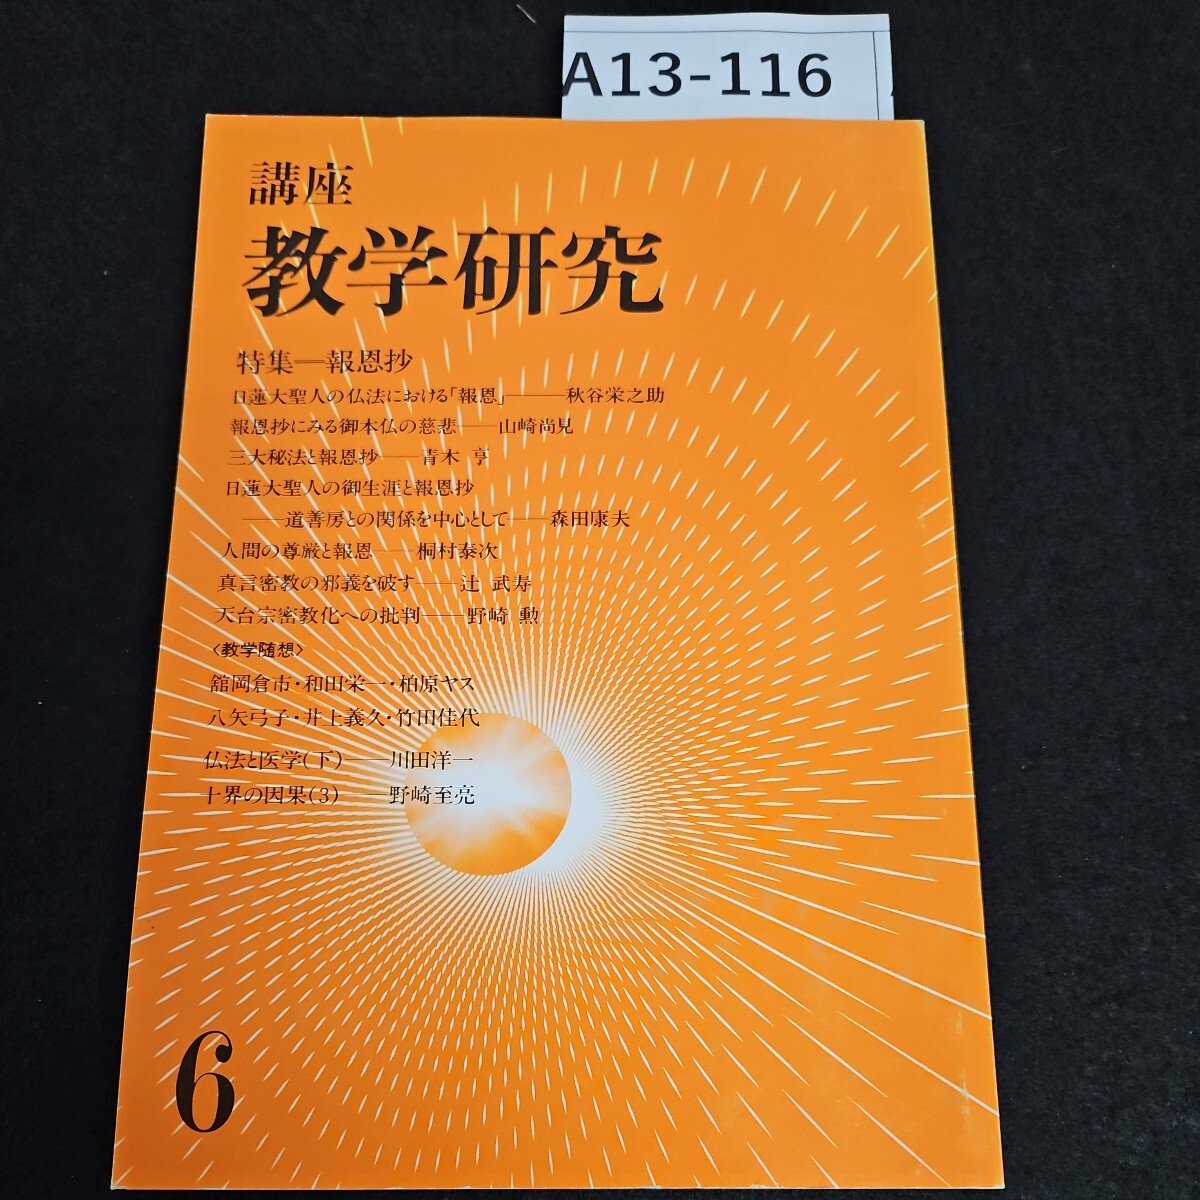 A13-116
講座
教学研究
特集―報恩抄
日蓮大聖人の仏法における「報恩」――秋谷栄之助
報恩抄にみる御本仏の慈悲――山崎尚見
三大秘法と報恩抄――青木 亨
日蓮大聖人の御生涯と報恩抄
――道善房との関係を中心として――森田康夫
人間の尊厳と報恩――桐村泰次
真言密教の邪義を破す――辻 武寿
天台宗密教化への批判――野崎 勲
〈教学随想〉
舘岡倉市・和田栄一・柏原ヤス
八矢弓子・井上義久・竹田佳代
仏法と医学(下)――川田洋一
十界の因果(3) ―野崎至亮
6